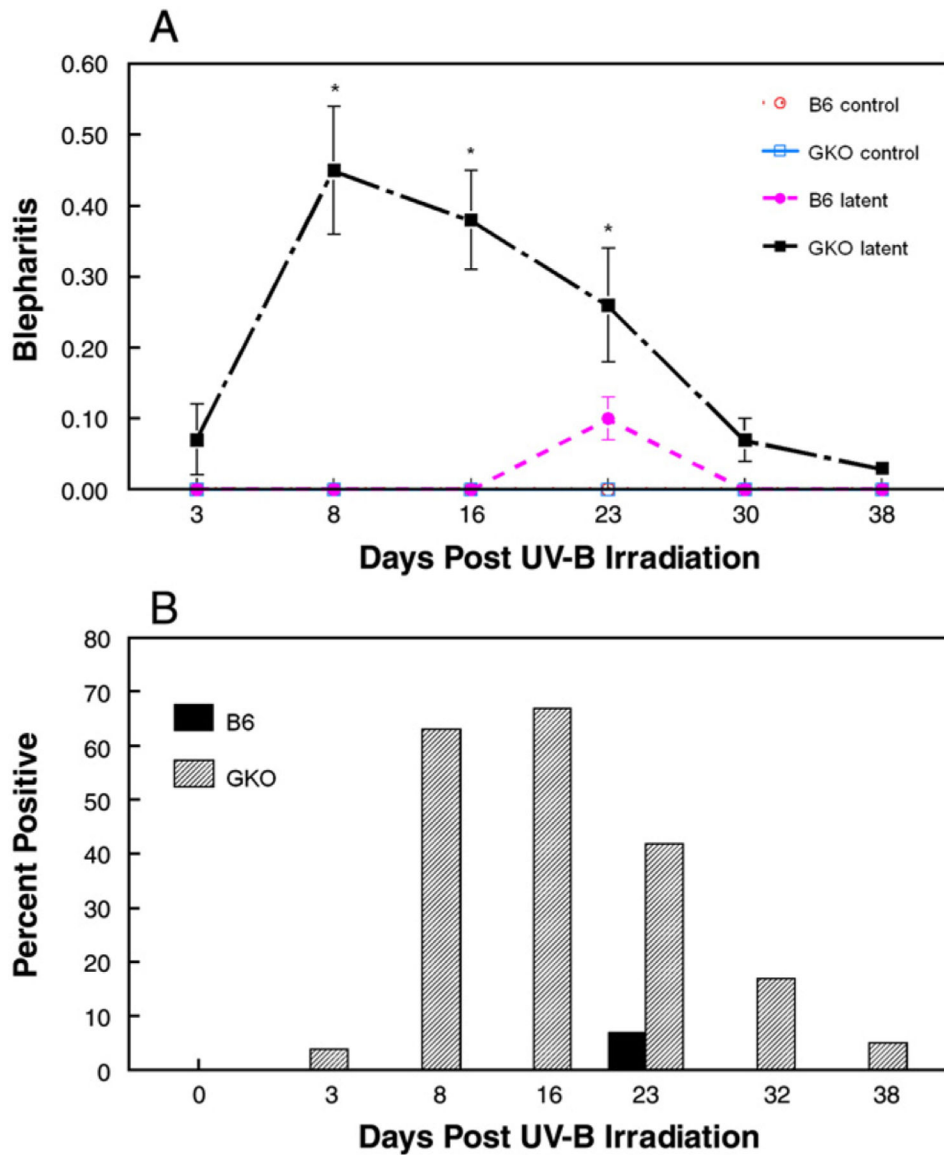 A
0.60
0.50
0.40
0.30
0.20
0.10
0.00
Blepharitis
* * *
B6 control
GKO control
B6 latent
GKO latent
3 8 16 23 30 38
Days Post UV-B Irradiation
B
80
70
60
50
40
30
20
10
0
Percent Positive
B6
GKO
0 3 8 16 23 32 38
Days Post UV-B Irradiation